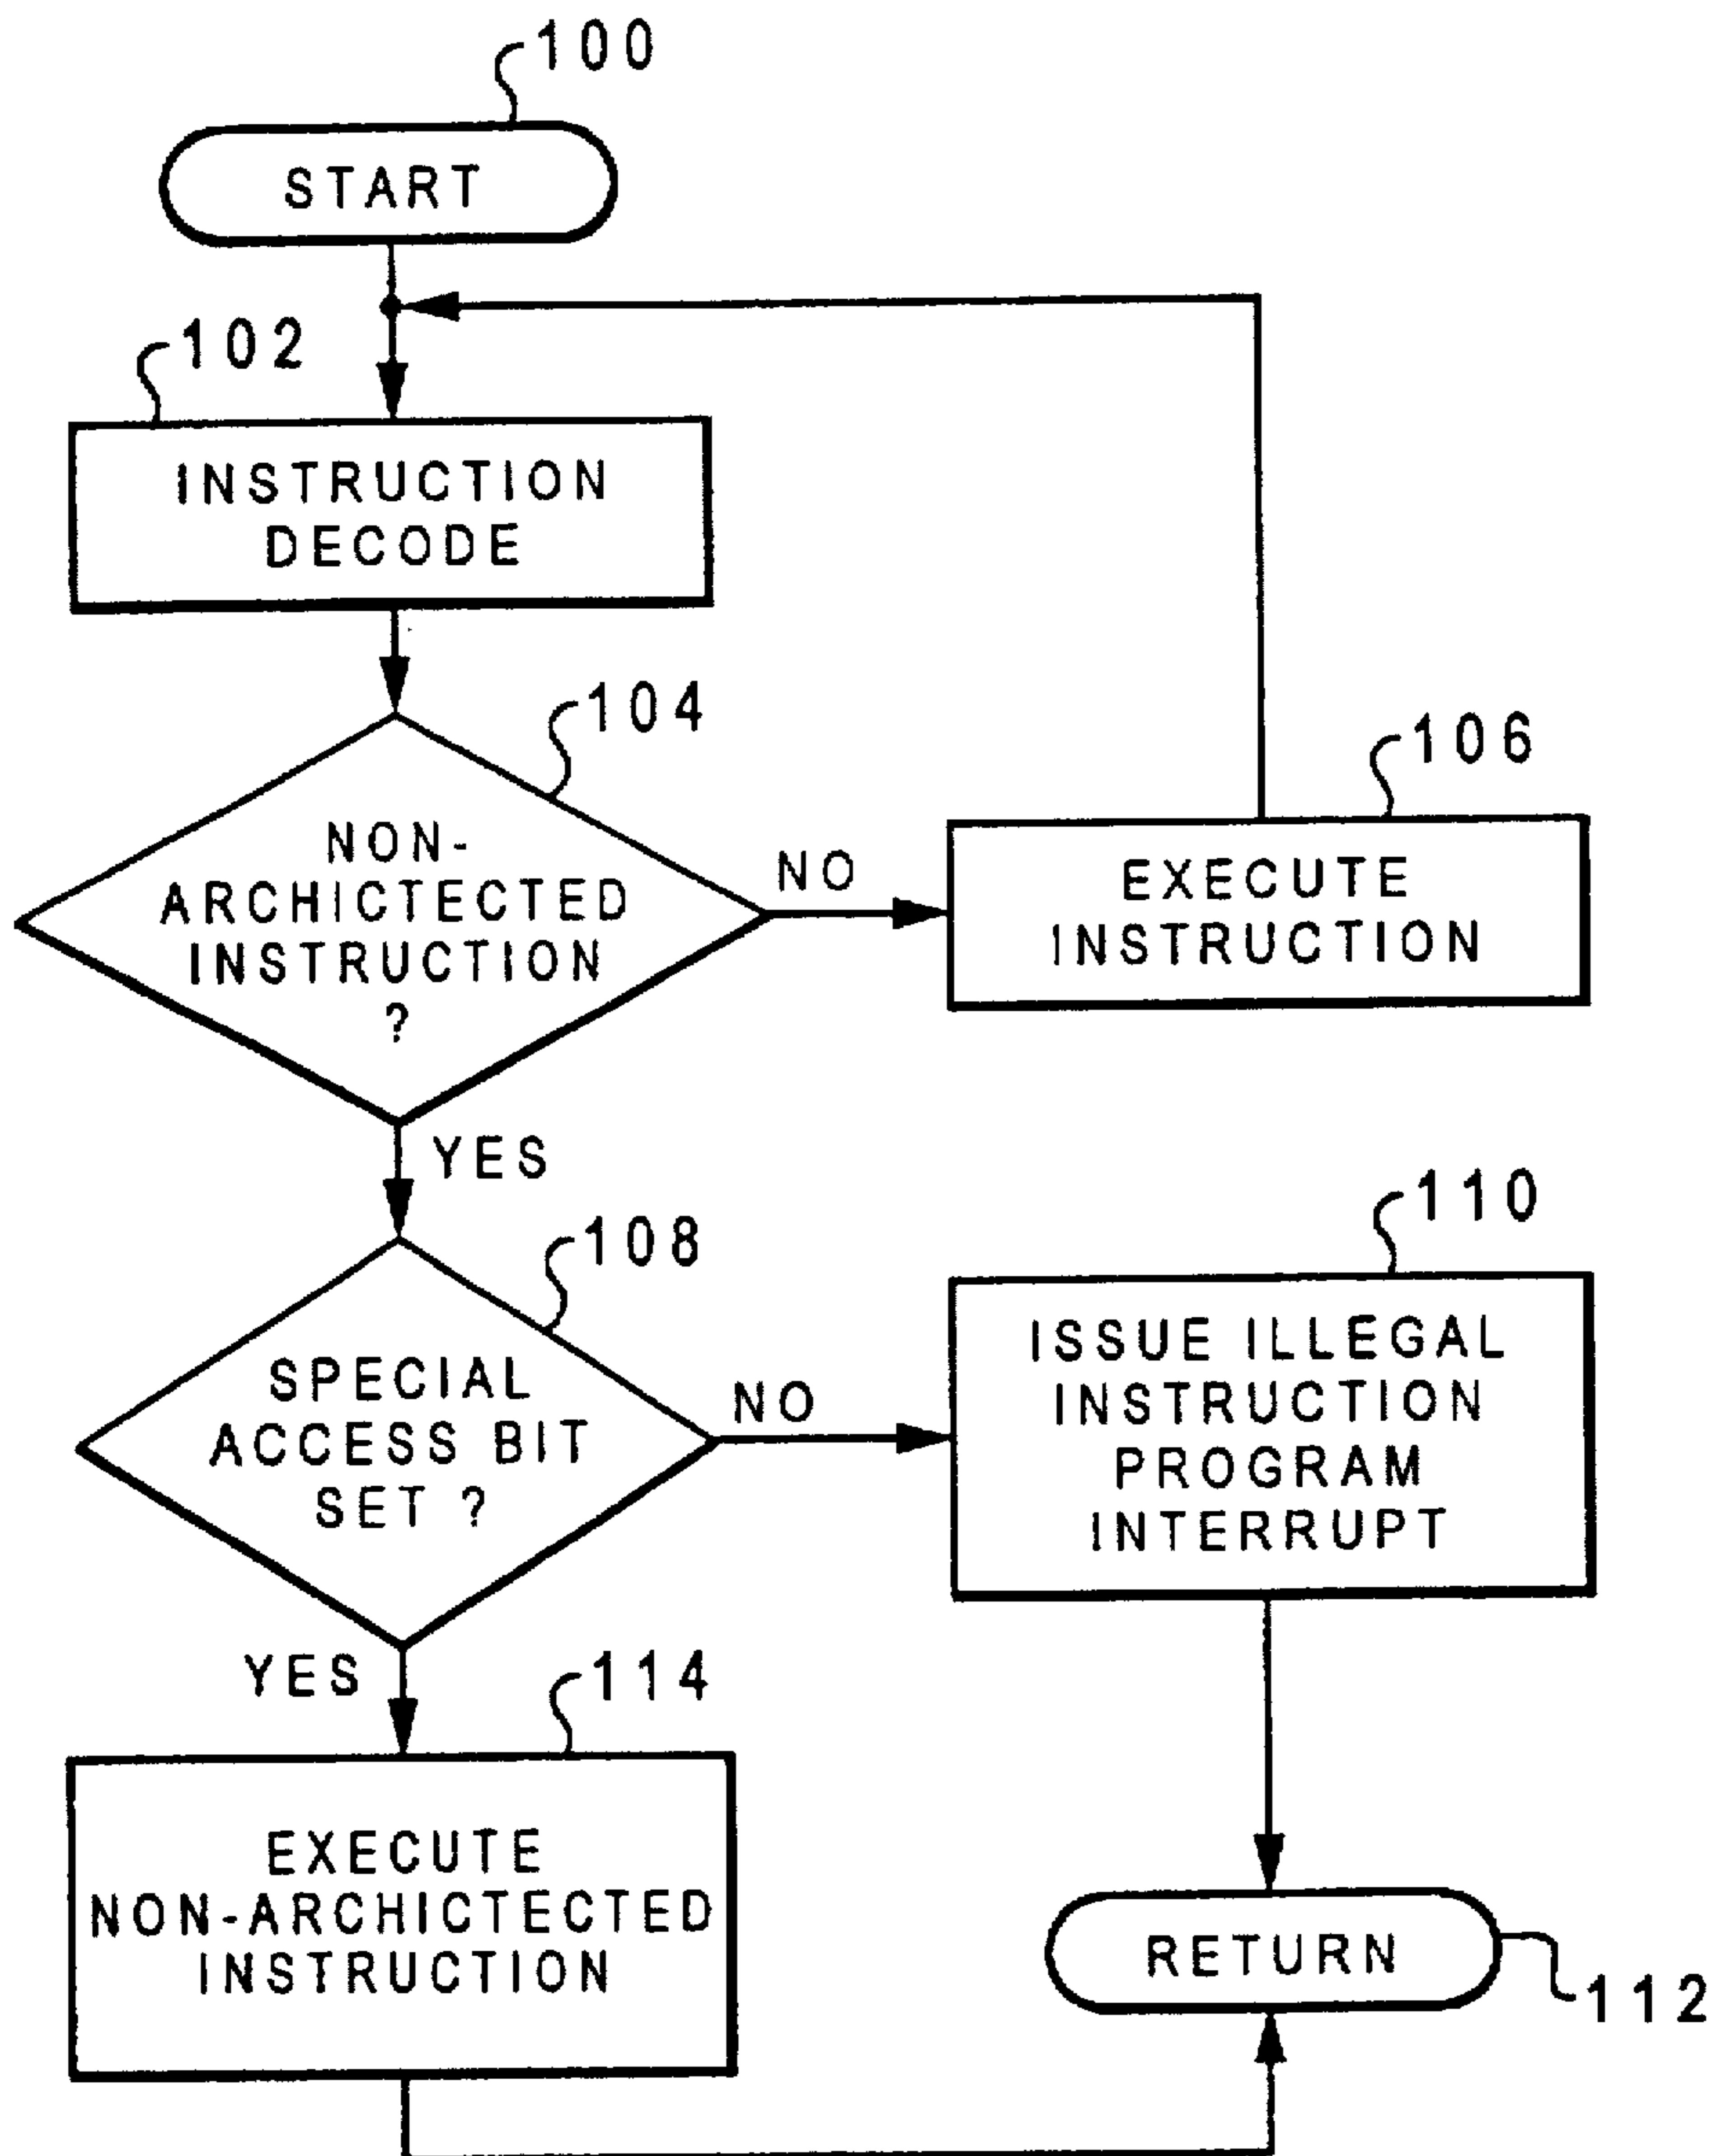 100
START
102
INSTRUCTION
DECODE
104
NON-
ARCHICTECTED
INSTRUCTION
?
NO
106
EXECUTE
INSTRUCTION
YES
108
SPECIAL
ACCESS BIT
SET ?
NO
110
ISSUE ILLEGAL
INSTRUCTION
PROGRAM
INTERRUPT
YES
114
EXECUTE
NON-ARCHICTECTED
INSTRUCTION
RETURN
112